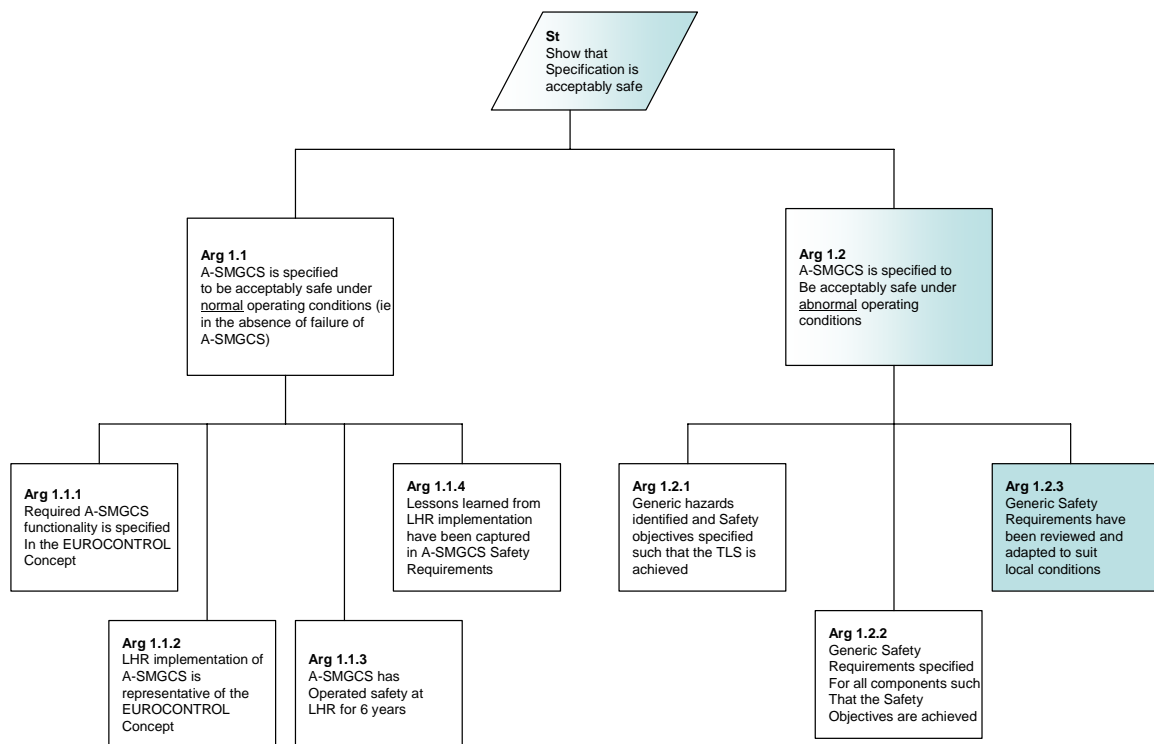 St
Show that
Specification is
acceptably safe
Arg 1.1
A-SMGCS is specified
to be acceptably safe under
normal operating conditions (ie
in the absence of failure of
A-SMGCS)
Arg 1.2
A-SMGCS is specified to
Be acceptably safe under
abnormal operating
conditions
Arg 1.1.1
Required A-SMGCS
functionality is specified
In the EUROCONTROL
Concept
Arg 1.1.2
LHR implementation of
A-SMGCS is
representative of the
EUROCONTROL
Concept
Arg 1.1.3
A-SMGCS has
Operated safety at
LHR for 6 years
Arg 1.1.4
Lessons learned from
LHR implementation
have been captured
in A-SMGCS Safety
Requirements
Arg 1.2.1
Generic hazards
identified and Safety
objectives specified
such that the TLS is
achieved
Arg 1.2.2
Generic Safety
Requirements specified
For all components such
That the Safety
Objectives are achieved
Arg 1.2.3
Generic Safety
Requirements have
been reviewed and
adapted to suit
local conditions